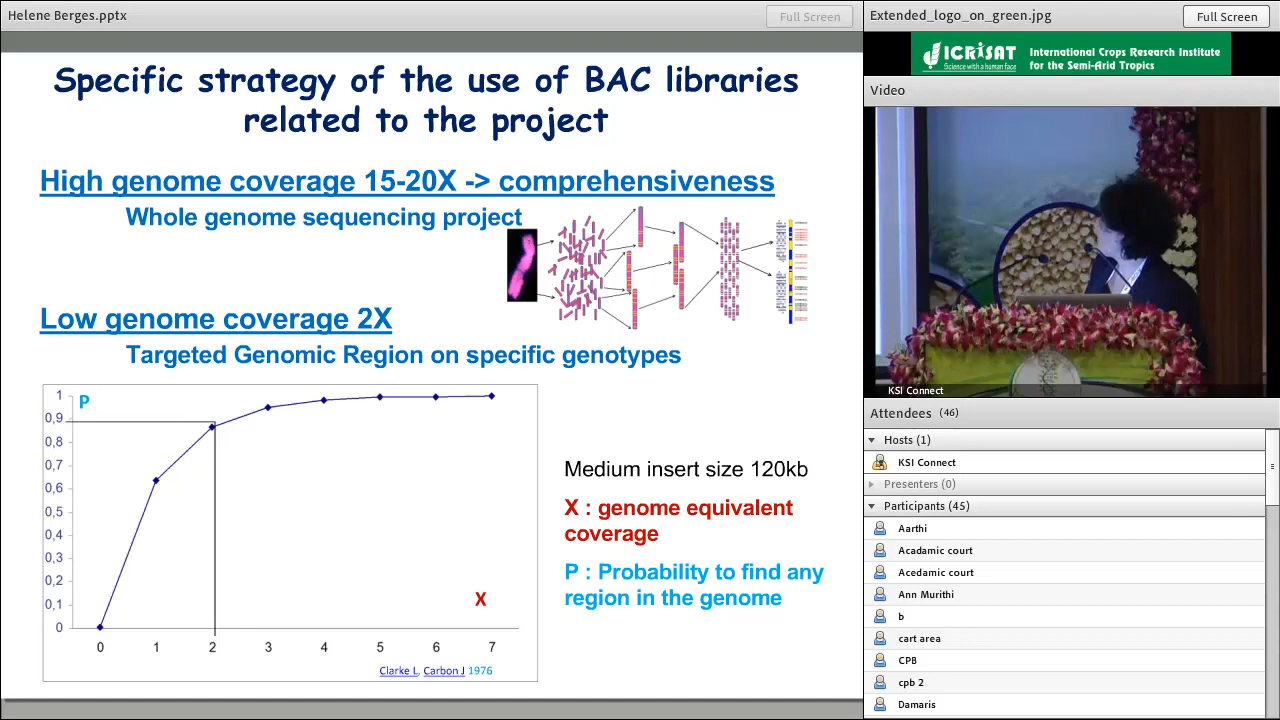 Helene Berges.pptx
Full Screen
Specific strategy of the use of BAC libraries
related to the project
High genome coverage 15-20X -> comprehensiveness
Whole genome sequencing project
Low genome coverage 2X
Targeted Genomic Region on specific genotypes
P
1
0,9
0,8
0,7
0,6
0,5
0,4
0,3
0,2
0,1
0
0 1 2 3 4 5 6 7
X
Clarke L, Carbon J 1976
Medium insert size 120kb
X : genome equivalent
coverage
P : Probability to find any
region in the genome
Extended_logo_on_green.jpg
Full Screen
ICRISAT
Science with a human face
International Crops Research Institute
for the Semi-Arid Tropics
Video
KSI Connect
Attendees (46)
Hosts (1)
KSI Connect
Presenters (0)
Participants (45)
Aarthi
Acadamic court
Acedamic court
Ann Murithi
b
cart area
CPB
cpb 2
Damaris